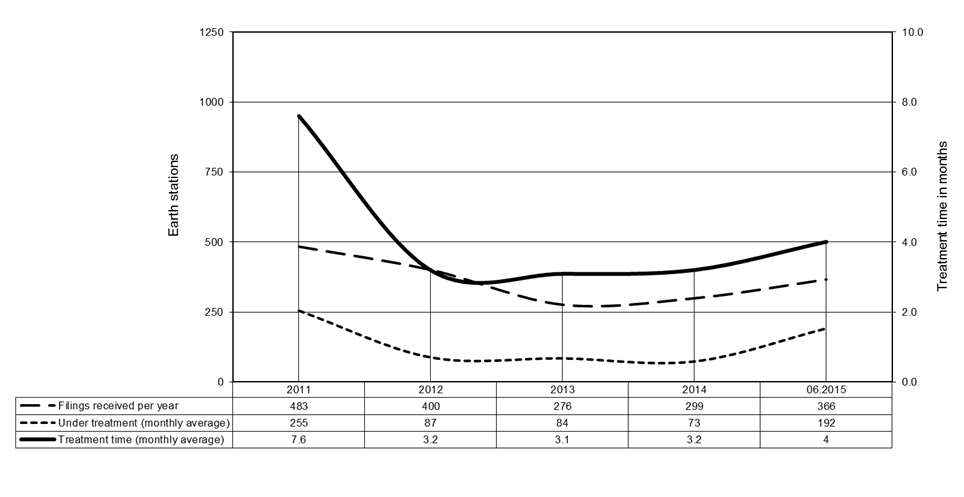 1250 10.0
1000 8.0
750 6.0
500 4.0
250 2.0
0 0.0
Earth stations
Treatment time in months
2011 2012 2013 2014 06.2015
Filings received per year 483 400 276 299 366
Under treatment (monthly average) 255 87 84 73 192
Treatment time (monthly average) 7.6 3.2 3.1 3.2 4